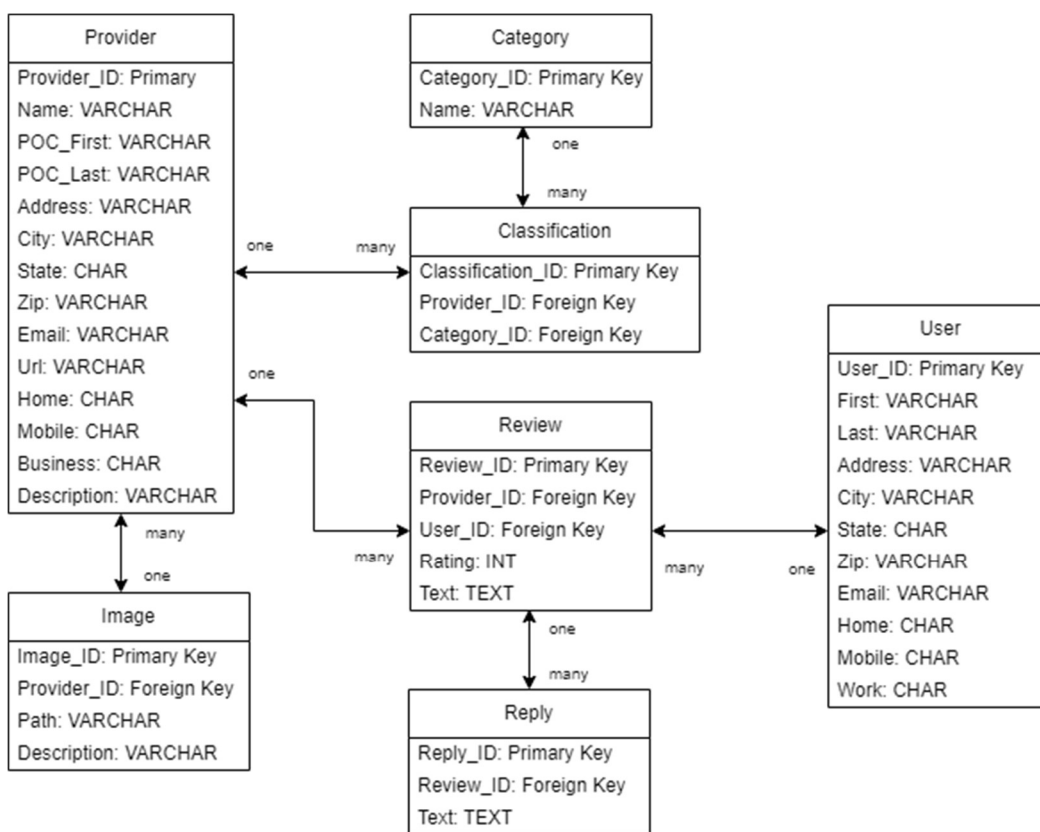 Provider
Provider_ID: Primary
Name: VARCHAR
POC_First: VARCHAR
POC_Last: VARCHAR
Address: VARCHAR
City: VARCHAR
State: CHAR
Zip: VARCHAR
Email: VARCHAR
Url: VARCHAR
Home: CHAR
Mobile: CHAR
Business: CHAR
Description: VARCHAR
many
one
Image
Image_ID: Primary Key
Provider_ID: Foreign Key
Path: VARCHAR
Description: VARCHAR
one
many
one
many
Category
Category_ID: Primary Key
Name: VARCHAR
one
many
Classification
Classification_ID: Primary Key
Provider_ID: Foreign Key
Category_ID: Foreign Key
Review
Review_ID: Primary Key
Provider_ID: Foreign Key
User_ID: Foreign Key
Rating: INT
Text: TEXT
one
many
Reply
Reply_ID: Primary Key
Review_ID: Foreign Key
Text: TEXT
many
one
User
User_ID: Primary Key
First: VARCHAR
Last: VARCHAR
Address: VARCHAR
City: VARCHAR
State: CHAR
Zip: VARCHAR
Email: VARCHAR
Home: CHAR
Mobile: CHAR
Work: CHAR